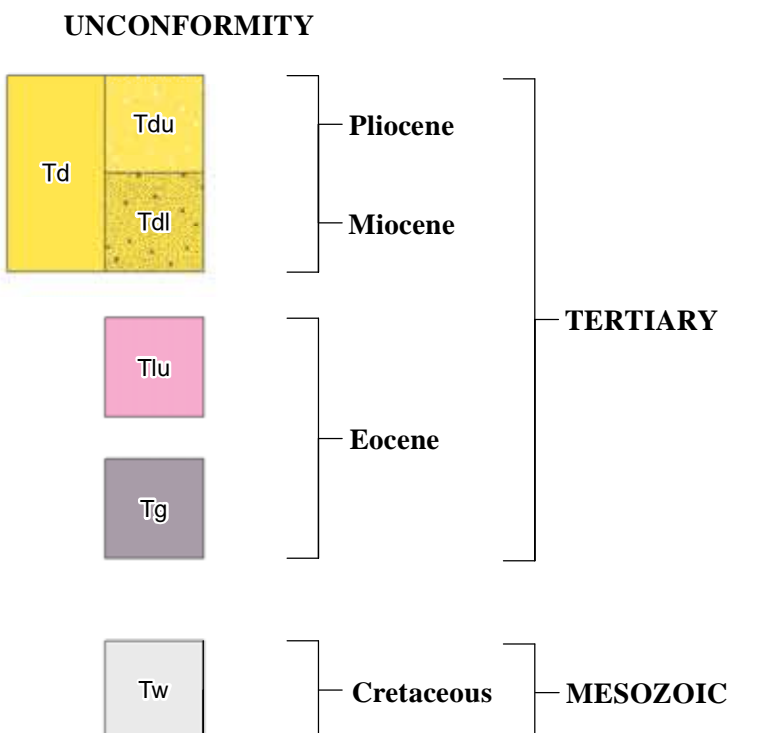 UNCONFORMITY
Tdu
Pliocene
Td
Tdl
Miocene
TERTIARY
Tlu
Eocene
Tg
Tw
Cretaceous
MESOZOIC